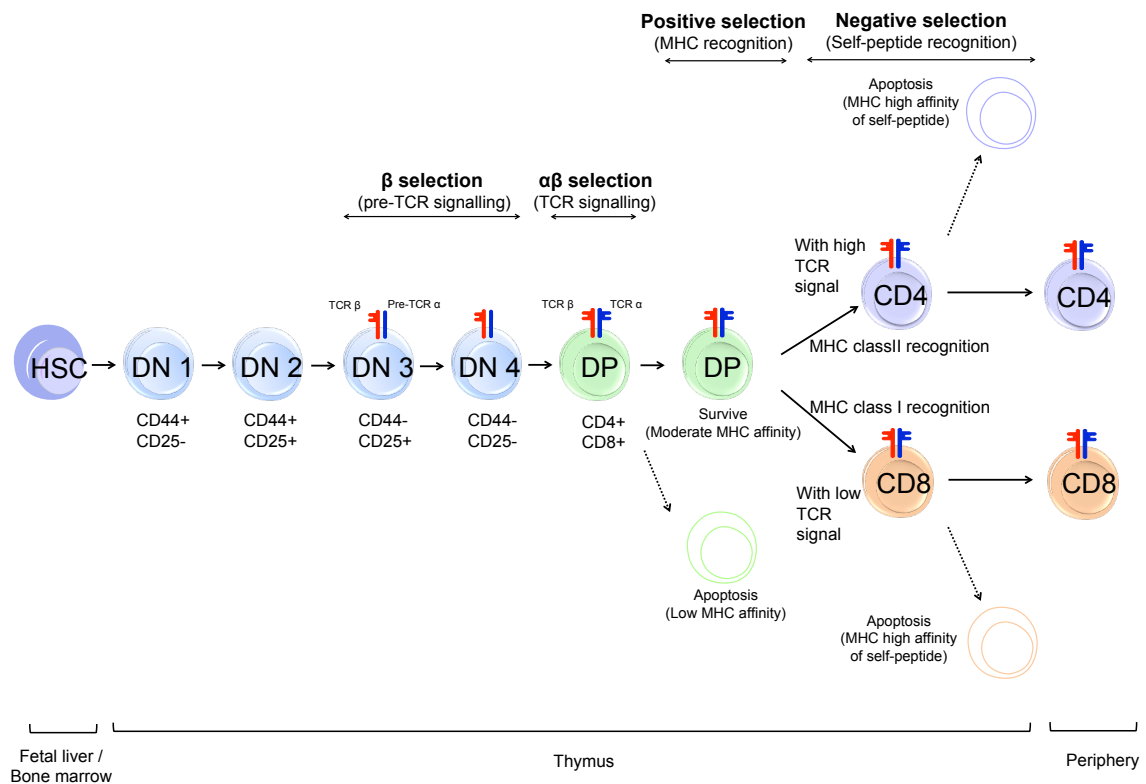 Positive selection
(MHC recognition)
Negative selection
(Self-peptide recognition)
Apoptosis
(MHC high affinity
of self-peptide)
β selection
(pre-TCR signalling)
αβ selection
(TCR signalling)
With high
TCR
signal
TCR β
Pre-TCR α
TCR β
TCR α
CD4
CD4
MHC classII recognition
HSC
DN 1
DN 2
DN 3
DN 4
DP
DP
CD44+
CD25-
CD44+
CD25+
CD44-
CD25+
CD44-
CD25-
CD4+
CD8+
Survive
(Moderate MHC affinity)
MHC class I recognition
With low
TCR
signal
CD8
CD8
Apoptosis
(Low MHC affinity)
Apoptosis
(MHC high affinity
of self-peptide)
Fetal liver /
Bone marrow
Thymus
Periphery